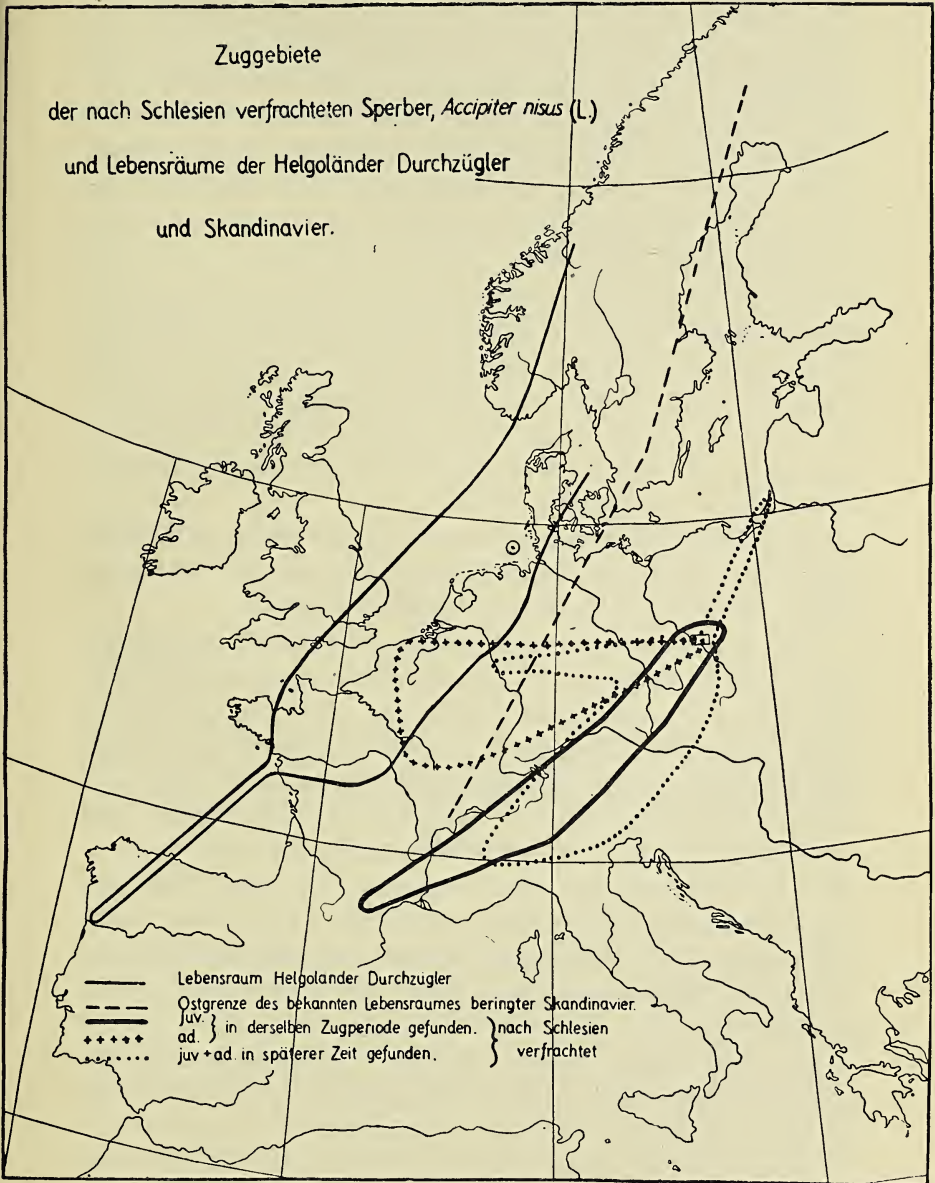 Zuggebiete
der nach Schlesien verfrachteten Sperber, Accipiter nisus (L.)
und Lebensräume der Helgoländer Durchzügler
und Skandinavier.
Lebensraum Helgolander Durchzügler
Ostgrenze des bekannten Lebensraumes beringter Skandinavier.
juv. } in derselben Zugperiode gefunden. } nach Schlesien
ad.
juv + ad. in späterer Zeit gefunden. verfrachtet